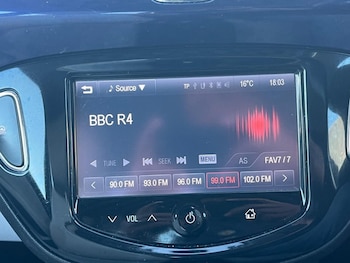 Source ▼ TP 16°C 18:03
BBC R4
TUNE SEEK MENU AS FAV7/7
90.0 FM 93.0 FM 96.0 FM 99.0 FM 102.0 FM
VOL